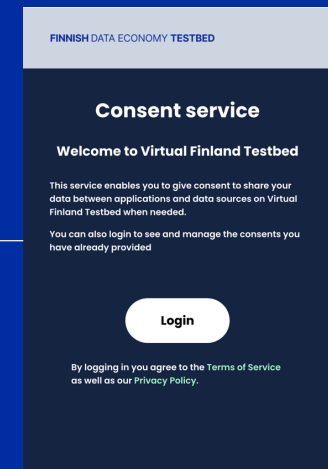 FINNISH DATA ECONOMY TESTBED
Consent service
Welcome to Virtual Finland Testbed
This service enables you to give consent to share your
data between applications and data sources on Virtual
Finland Testbed when needed.
You can also login to see and manage the consents you
have already provided
Login
By logging in you agree to the Terms of Service
as well as our Privacy Policy.